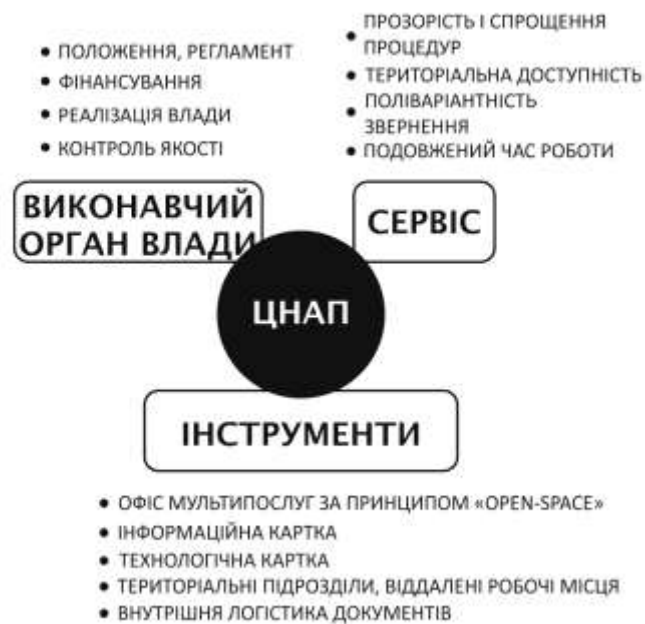 • ПОЛОЖЕННЯ, РЕГЛАМЕНТ
• ФІНАНСУВАННЯ
• РЕАЛІЗАЦІЯ ВЛАДИ
• КОНТРОЛЬ ЯКОСТІ
• ПРОЗОРІСТЬ І СПРОЩЕННЯ
ПРОЦЕДУР
• ТЕРИТОРІАЛЬНА ДОСТУПНІСТЬ
• ПОЛІВАРІАНТНІСТЬ
ЗВЕРНЕННЯ
• ПОДОВЖЕНИЙ ЧАС РОБОТИ
ВИКОНАВЧИЙ
ОРГАН ВЛАДИ
СЕРВІС
ЦНАП
ІНСТРУМЕНТИ
• ОФІС МУЛЬТИПОСЛУГ ЗА ПРИНЦИПОМ «OPEN-SPACE»
• ІНФОРМАЦІЙНА КАРТКА
• ТЕХНОЛОГІЧНА КАРТКА
• ТЕРИТОРІАЛЬНІ ПІДРОЗДІЛИ, ВІДДАЛЕНІ РОБОЧІ МІСЦЯ
• ВНУТРІШНЯ ЛОГІСТИКА ДОКУМЕНТІВ